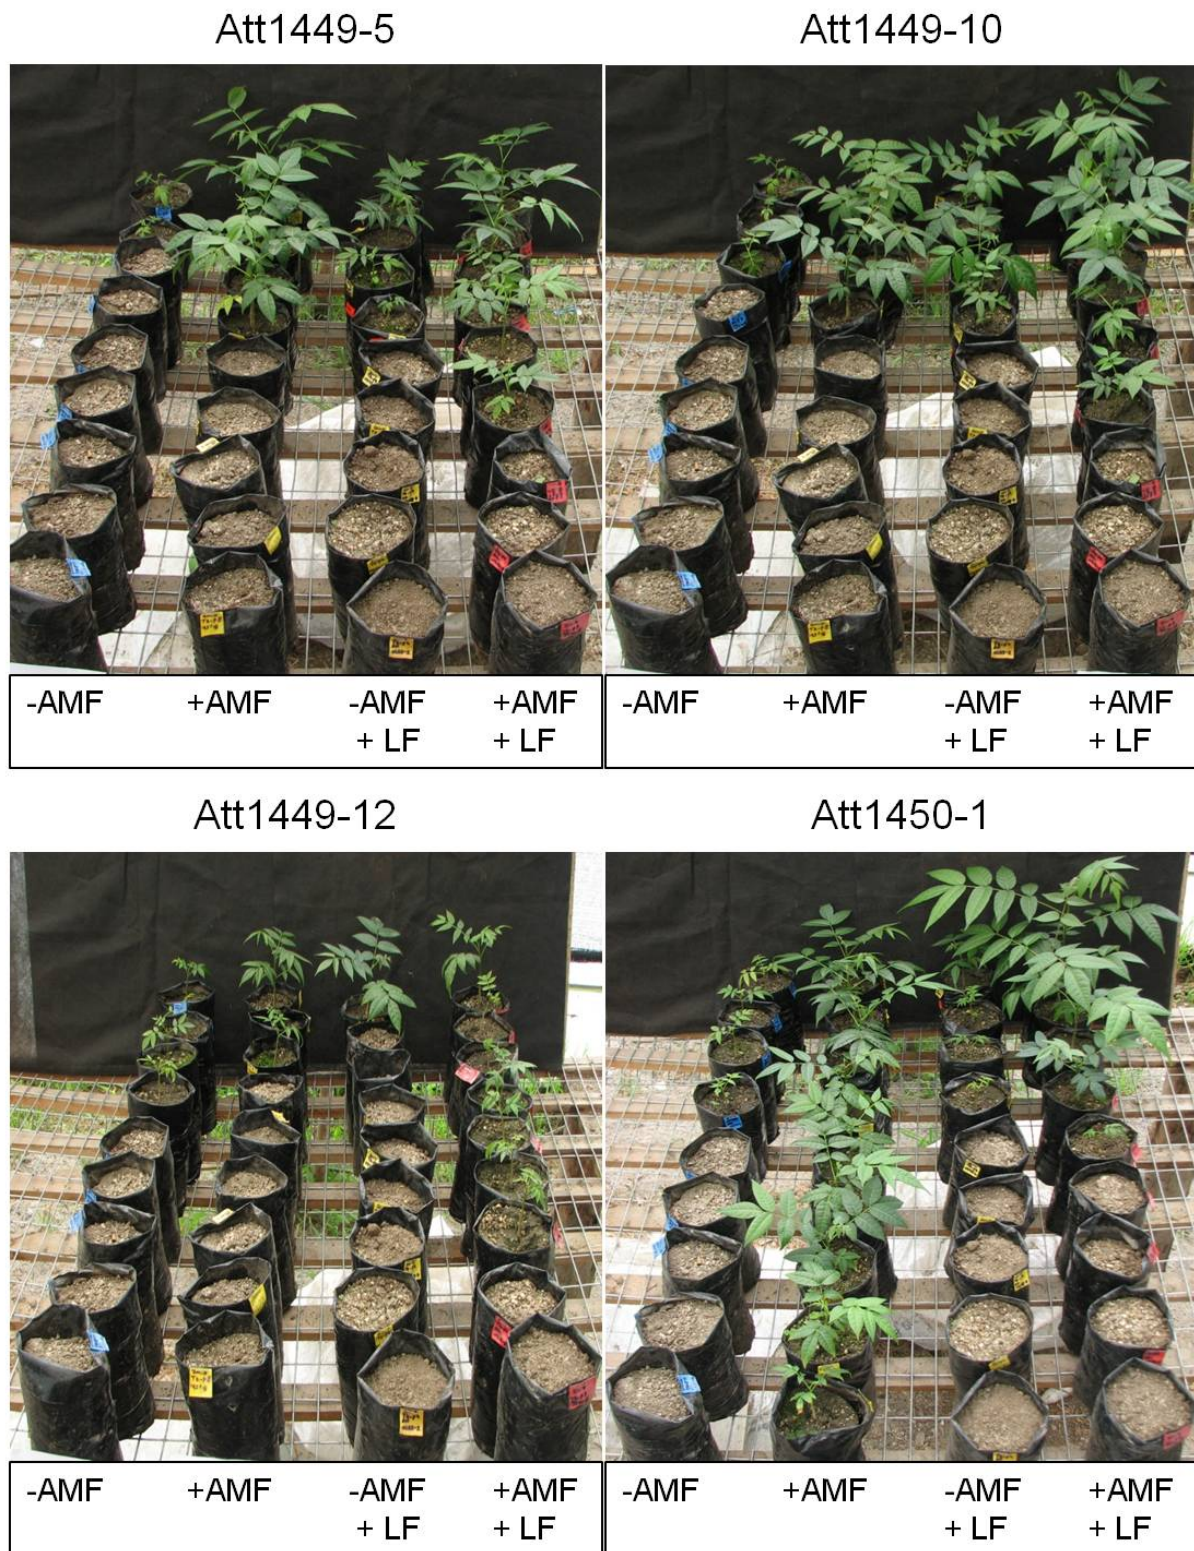 Att1449-5 Att1449-10
-AMF +AMF -AMF +AMF -AMF +AMF -AMF +AMF
+ LF + LF + LF + LF
Att1449-12 Att1450-1
-AMF +AMF -AMF +AMF -AMF +AMF -AMF +AMF
+ LF + LF + LF + LF